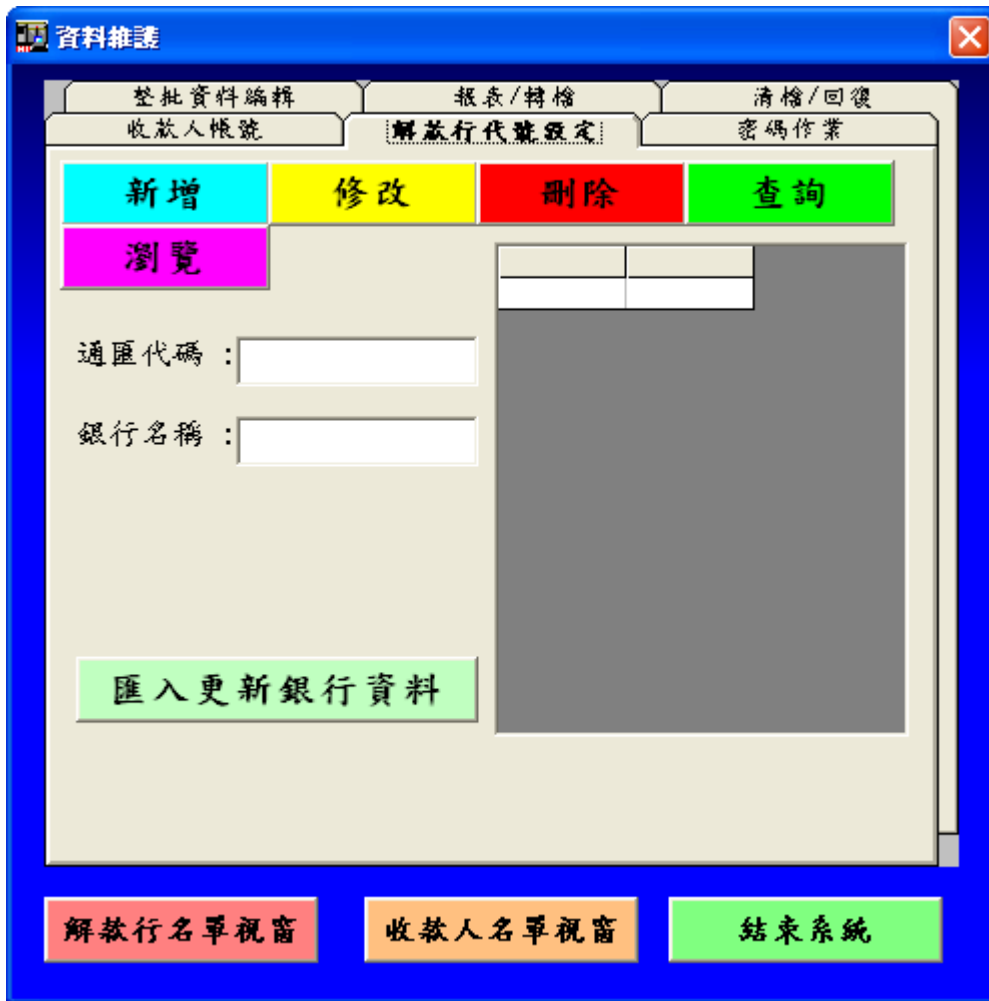 資料維護
整批資料編輯 報表/轉檔 清檔/回復
收款人帳號 解款行代號設定 密碼作業
新增 修改 刪除 查詢
瀏覽
通匯代碼 :
銀行名稱 :
匯入更新銀行資料
解款行名單視窗 收款人名單視窗 結束系統